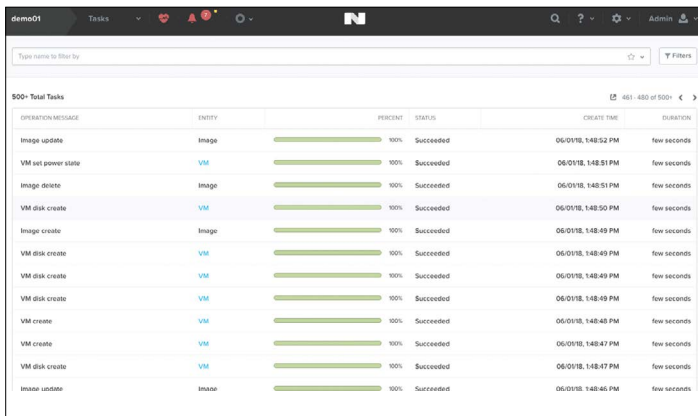 demo01 Tasks 7 ? Admin
Type name to filter by Filters
500+ Total Tasks 461 - 480 of 500+
OPERATION MESSAGE ENTITY PERCENT STATUS CREATE TIME DURATION
Image update Image 100% Succeeded 06/01/18, 1:48:52 PM few seconds
VM set power state VM 100% Succeeded 06/01/18, 1:48:51 PM few seconds
Image delete Image 100% Succeeded 06/01/18, 1:48:51 PM few seconds
VM disk create VM 100% Succeeded 06/01/18, 1:48:50 PM few seconds
Image create Image 100% Succeeded 06/01/18, 1:48:49 PM few seconds
VM disk create VM 100% Succeeded 06/01/18, 1:48:49 PM few seconds
VM disk create VM 100% Succeeded 06/01/18, 1:48:49 PM few seconds
VM disk create VM 100% Succeeded 06/01/18, 1:48:49 PM few seconds
VM create VM 100% Succeeded 06/01/18, 1:48:48 PM few seconds
VM create VM 100% Succeeded 06/01/18, 1:48:47 PM few seconds
VM disk create VM 100% Succeeded 06/01/18, 1:48:47 PM few seconds
Image update Image 100% Succeeded 06/01/18, 1:48:46 PM few seconds